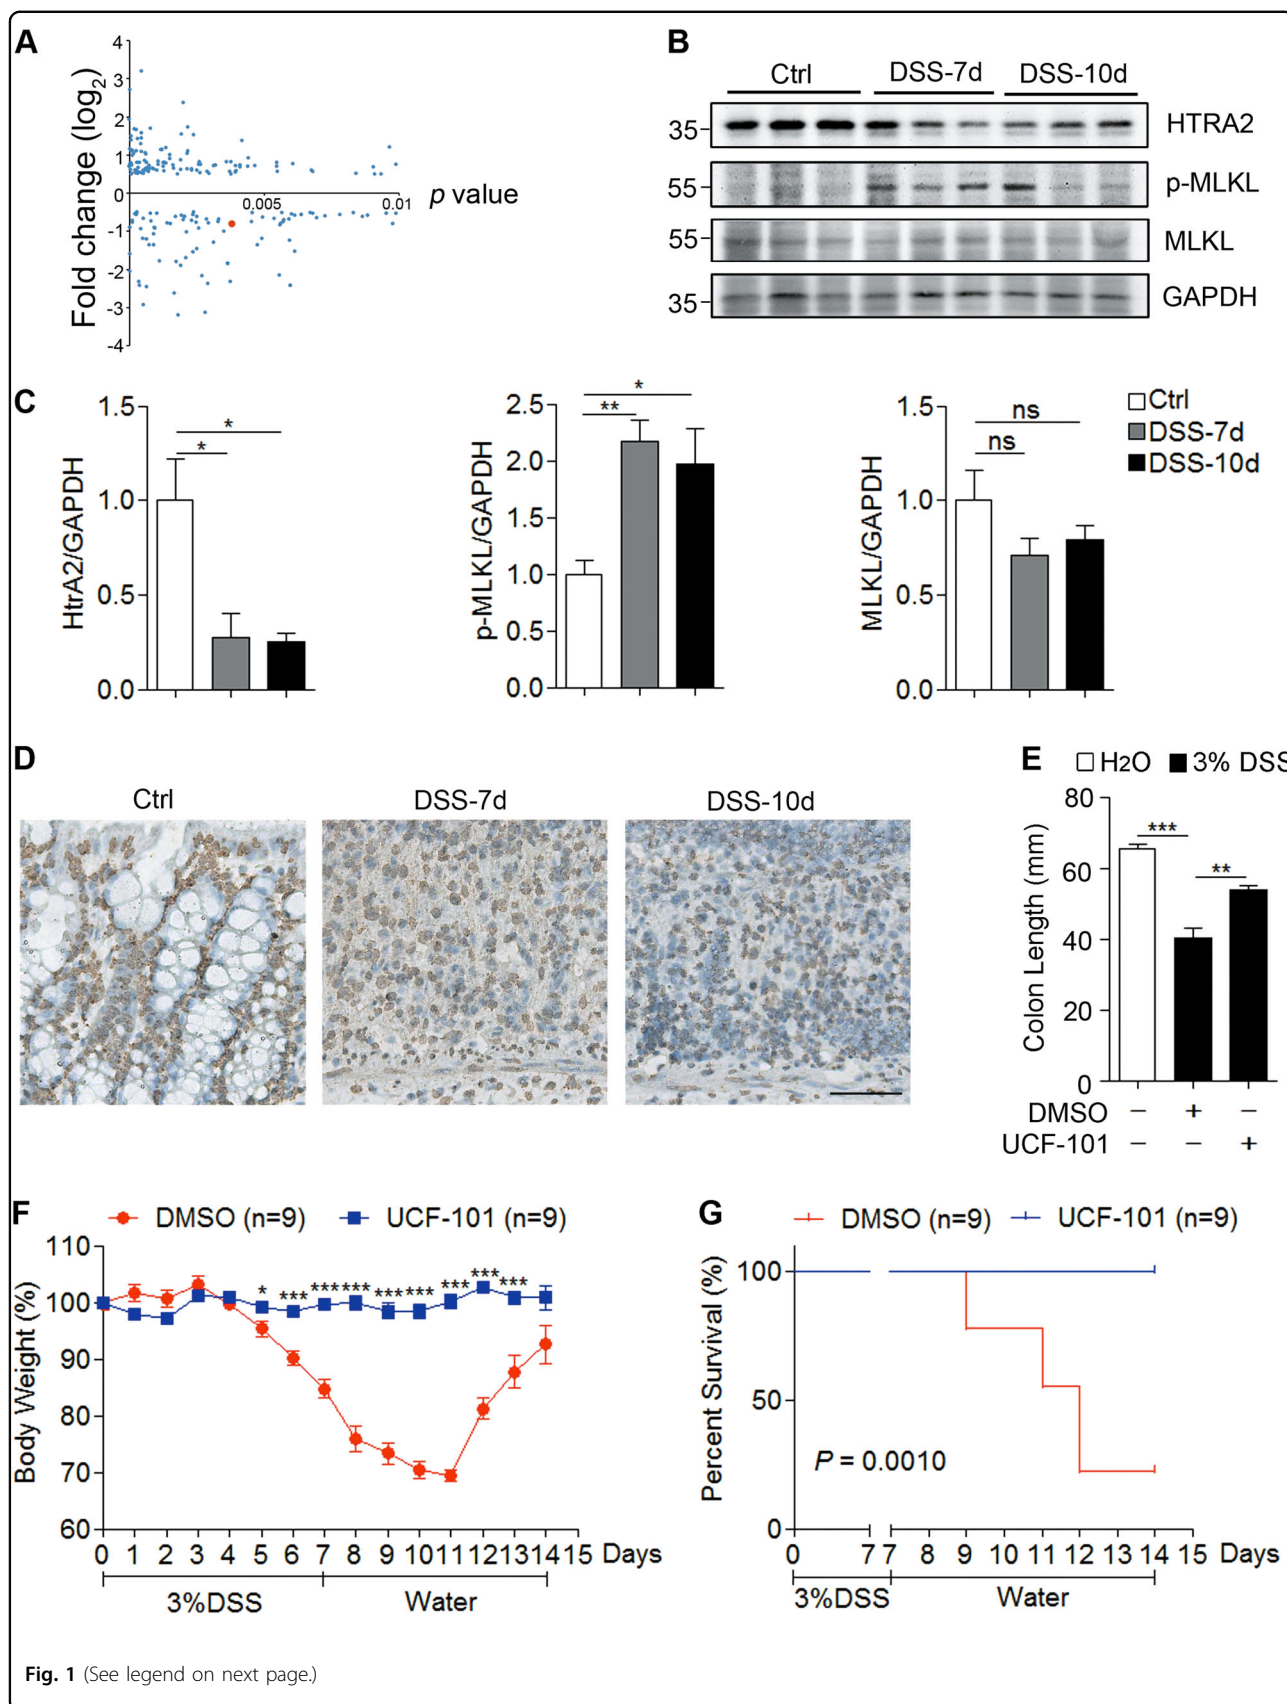 A
4
3
2
1
0
-1
-2
-3
-4
Fold change (log2)
0.005
0.01
p value
B
Ctrl
DSS-7d
DSS-10d
35
HTRA2
55
p-MLKL
55
MLKL
35
GAPDH
C
1.5
1.0
0.5
0.0
HtrA2/GAPDH
*
*
2.5
2.0
1.5
1.0
0.5
0.0
p-MLKL/GAPDH
*
**
1.5
1.0
0.5
0.0
MLKL/GAPDH
ns
ns
Ctrl
DSS-7d
DSS-10d
D
Ctrl
DSS-7d
DSS-10d
E
H2O
3% DSS
80
60
40
20
0
Colon Length (mm)
***
**
DMSO − + −
UCF-101 − − +
F
DMSO (n=9)
UCF-101 (n=9)
110
100
90
80
70
60
Body Weight (%)
* *** *** *** *** *** *** *** ***
0 1 2 3 4 5 6 7 8 9 10 11 12 13 14 15 Days
3%DSS
Water
G
DMSO (n=9)
UCF-101 (n=9)
100
50
0
Percent Survival (%)
P = 0.0010
0 7 7 8 9 10 11 12 13 14 15 Days
3%DSS
Water
Fig. 1 (See legend on next page.)